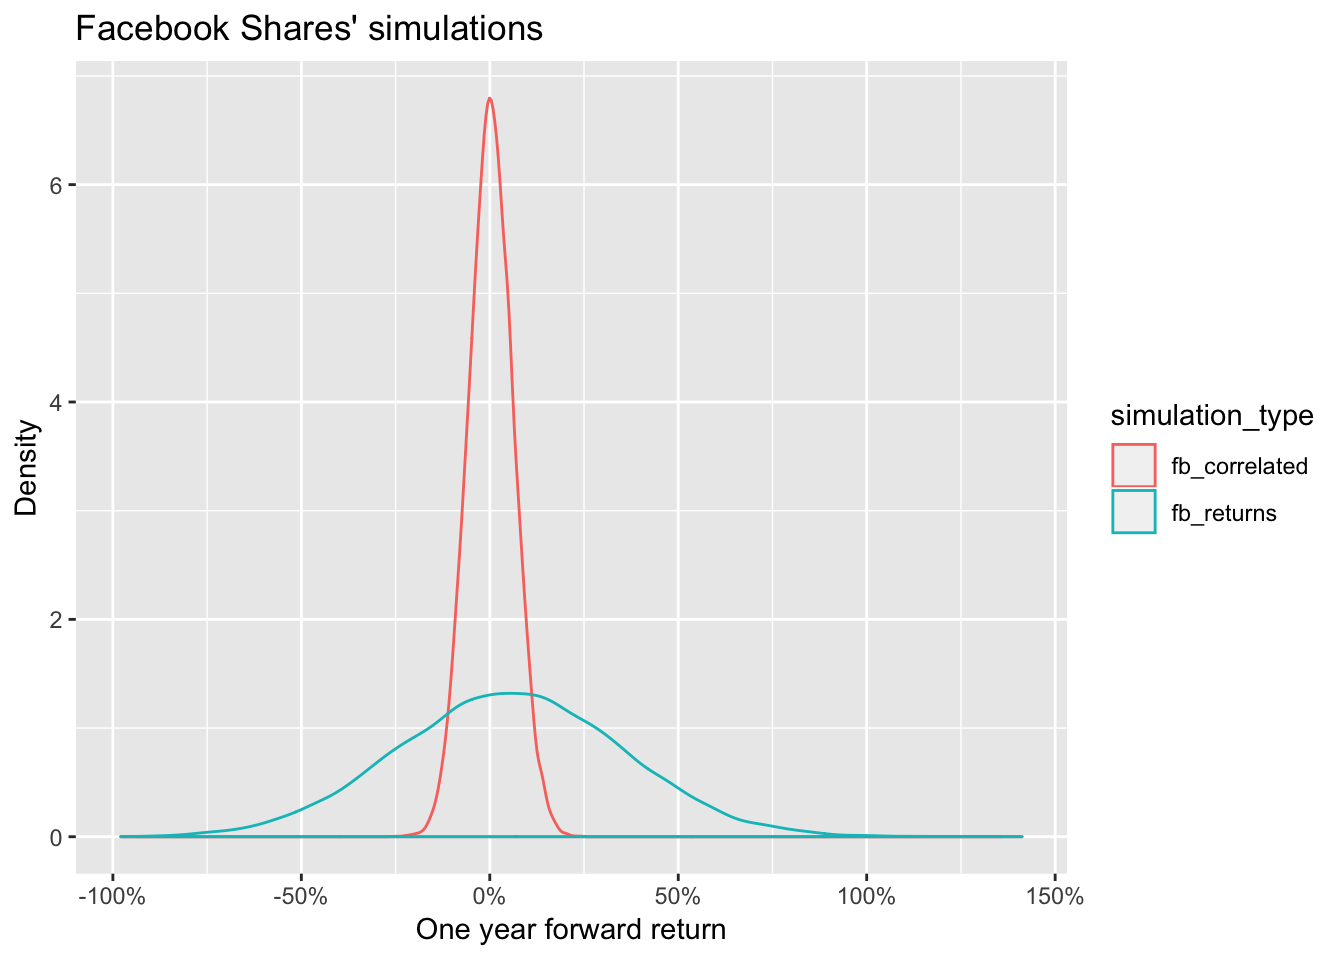 Facebook Shares' simulations
6
4
2
0
Density
-100%
-50%
0%
50%
100%
150%
One year forward return
simulation_type
fb_correlated
fb_returns